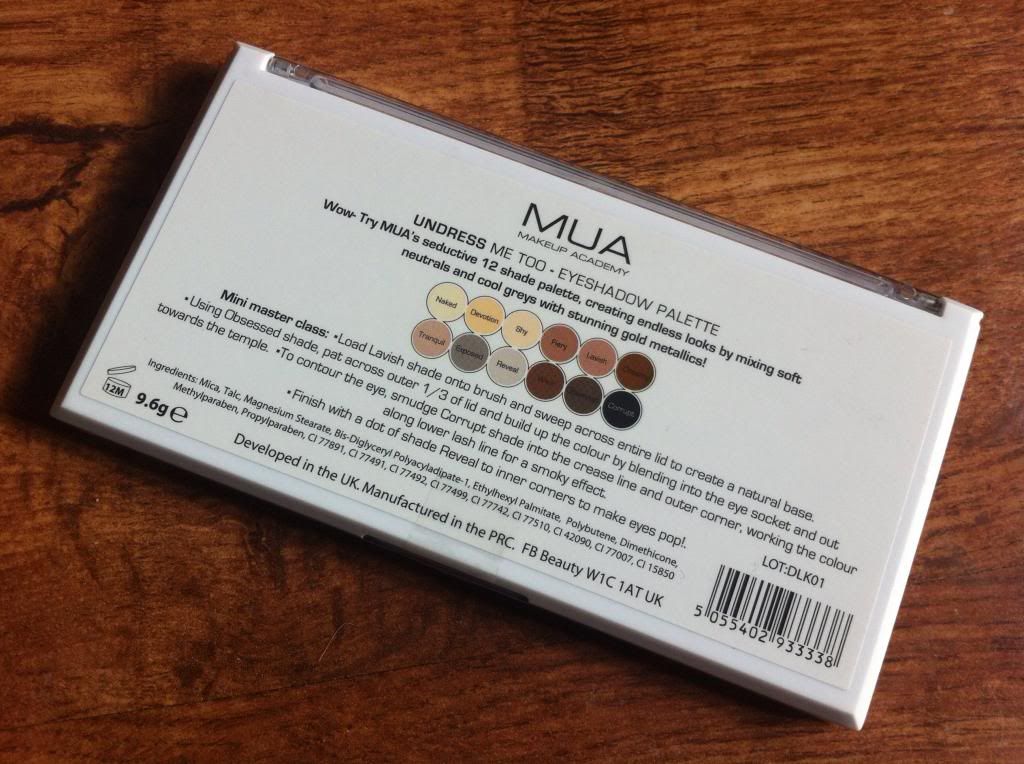 MUA
MAKEUP ACADEMY
UNDRESS ME TOO - EYESHADOW PALETTE
Wow- Try MUA's seductive 12 shade palette, creating endless looks by mixing soft
neutrals and cool greys with stunning gold metallics!
Naked Devotion Shy Fiery Lavish
Tranquil Exposed Reveal Wink Corrupt
Mini master class: •Load Lavish shade onto brush and sweep across entire lid to create a natural base.
•Using Obsessed shade, pat across outer 1/3 of lid and build up the colour by blending into the eye socket and out
towards the temple. •To contour the eye, smudge Corrupt shade into the crease line and outer corner, working the colour
along lower lash line for a smoky effect.
•Finish with a dot of shade Reveal to inner corners to make eyes pop!.
Ingredients: Mica, Talc, Magnesium Stearate, Bis-Diglyceryl Polyacyladipate-1, Ethylhexyl Palmitate, Polybutene, Dimethicone,
Methylparaben, Propylparaben, CI 77891, CI 77491, CI 77492, CI 77499, CI 77742, CI 77510, CI 42090, CI 77007, CI 15850
12M 9.6g e
Developed in the UK. Manufactured in the PRC. FB Beauty W1C 1AT UK
LOT:DLK01
5 055402 933338